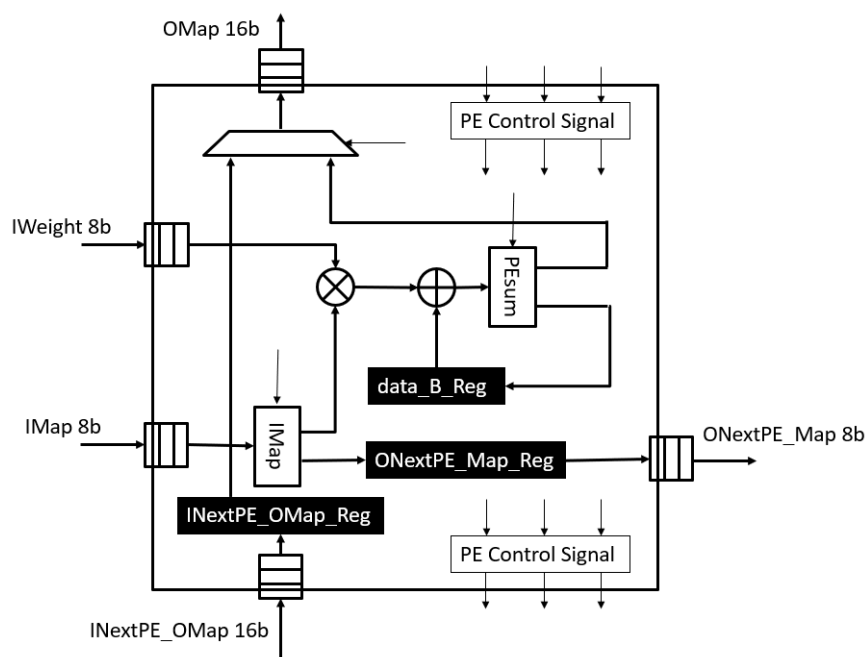 OMap 16b
PE Control Signal
IWeight 8b
PEsum
data_B_Reg
IMap 8b
IMap
ONextPE_Map_Reg
ONextPE_Map 8b
INextPE_OMap_Reg
PE Control Signal
INextPE_OMap 16b